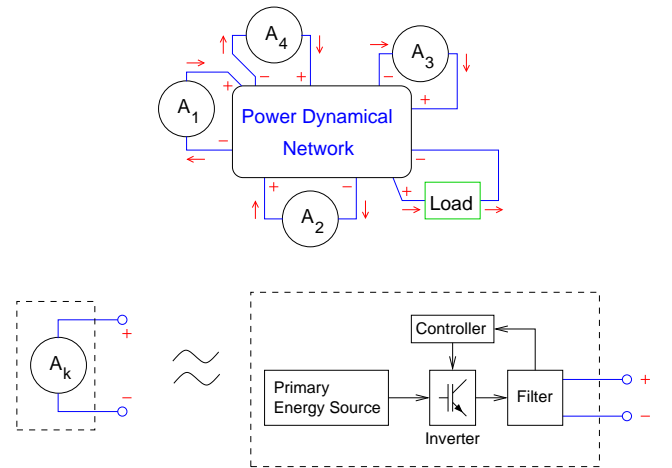 A4
A3
A1
Power Dynamical
Network
A2
Load
+
−
−
+
−
+
+
−
+
−
−
+
Ak
+
−
Controller
Primary
Energy Source
Inverter
Filter
+
−